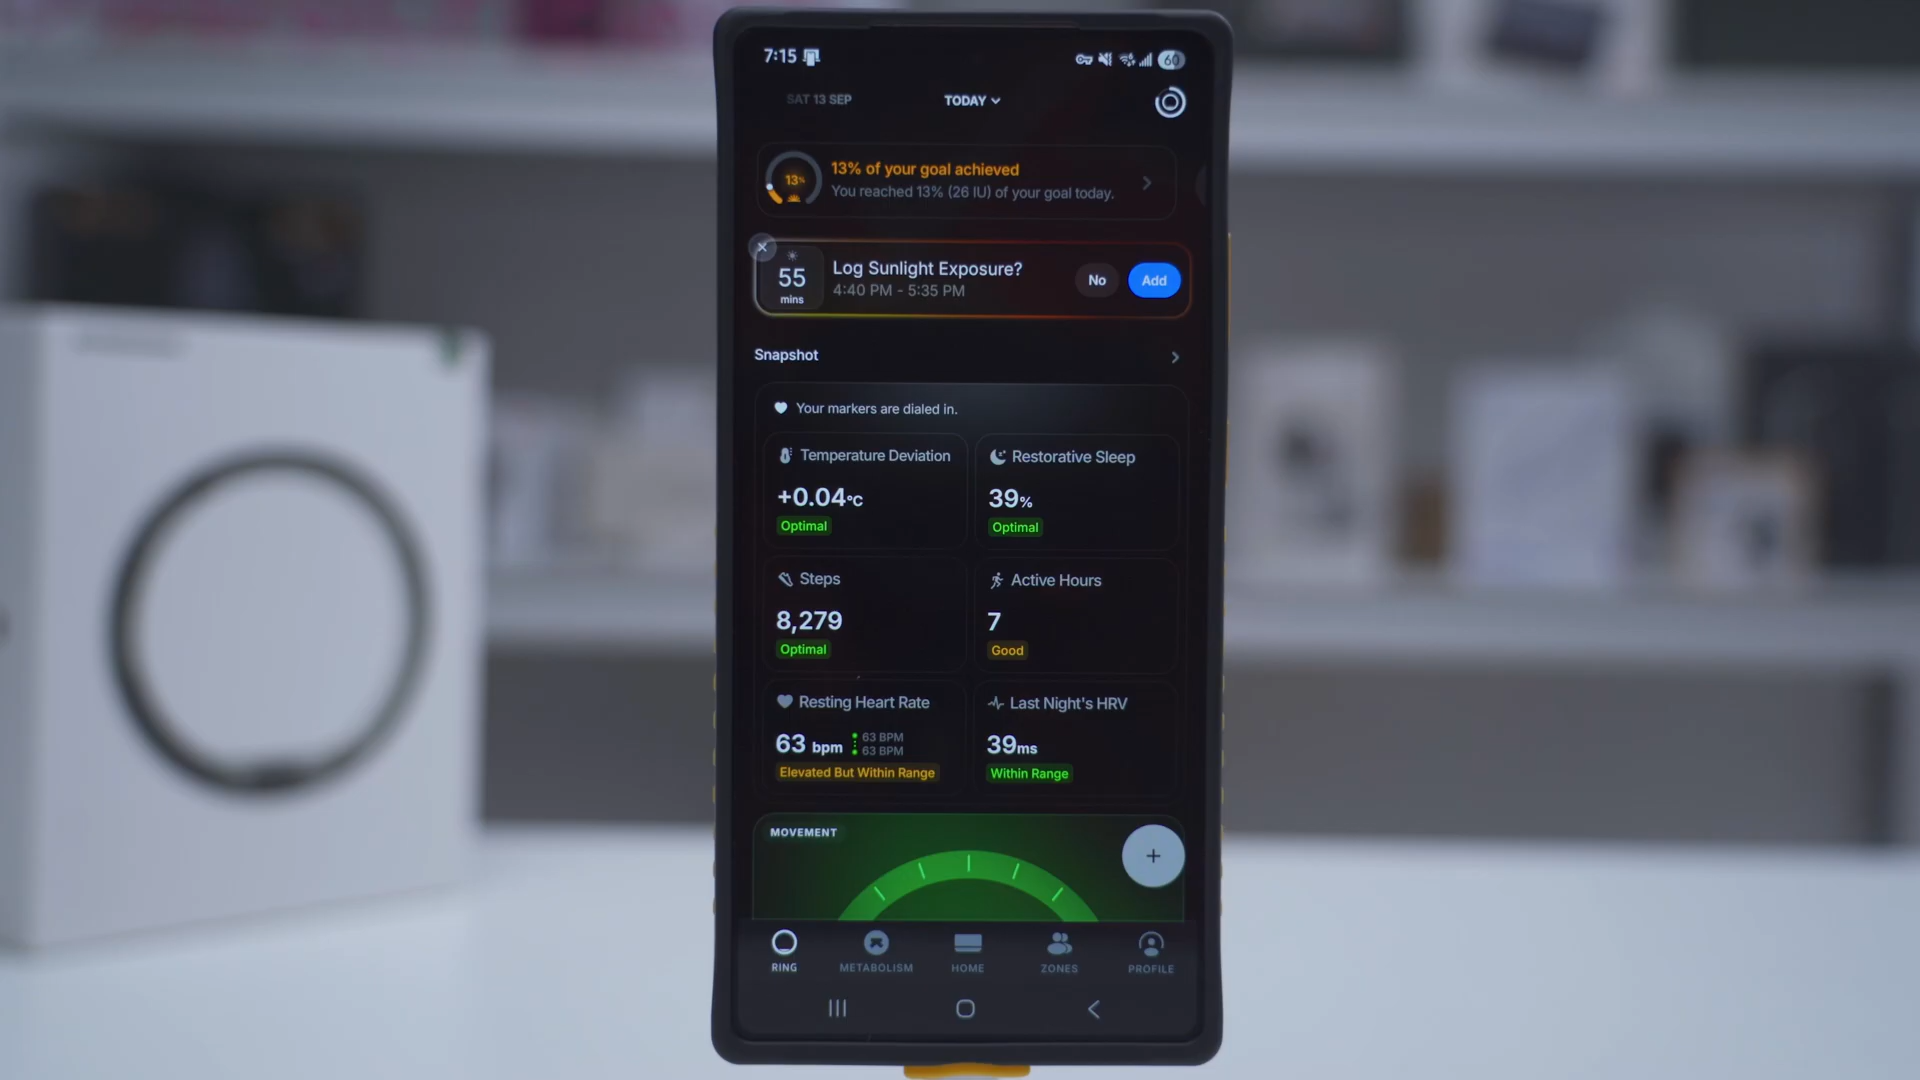 7:15
60
SAT 13 SEP
TODAY
13%
13% of your goal achieved
You reached 13% (26 IU) of your goal today.
55
mins
Log Sunlight Exposure?
4:40 PM - 5:35 PM
No
Add
Snapshot
Your markers are dialed in.
Temperature Deviation
+0.04°C
Optimal
Restorative Sleep
39%
Optimal
Steps
8,279
Optimal
Active Hours
7
Good
Resting Heart Rate
63 bpm
63 BPM
63 BPM
Elevated But Within Range
Last Night's HRV
39ms
Within Range
MOVEMENT
RING
METABOLISM
HOME
ZONES
PROFILE